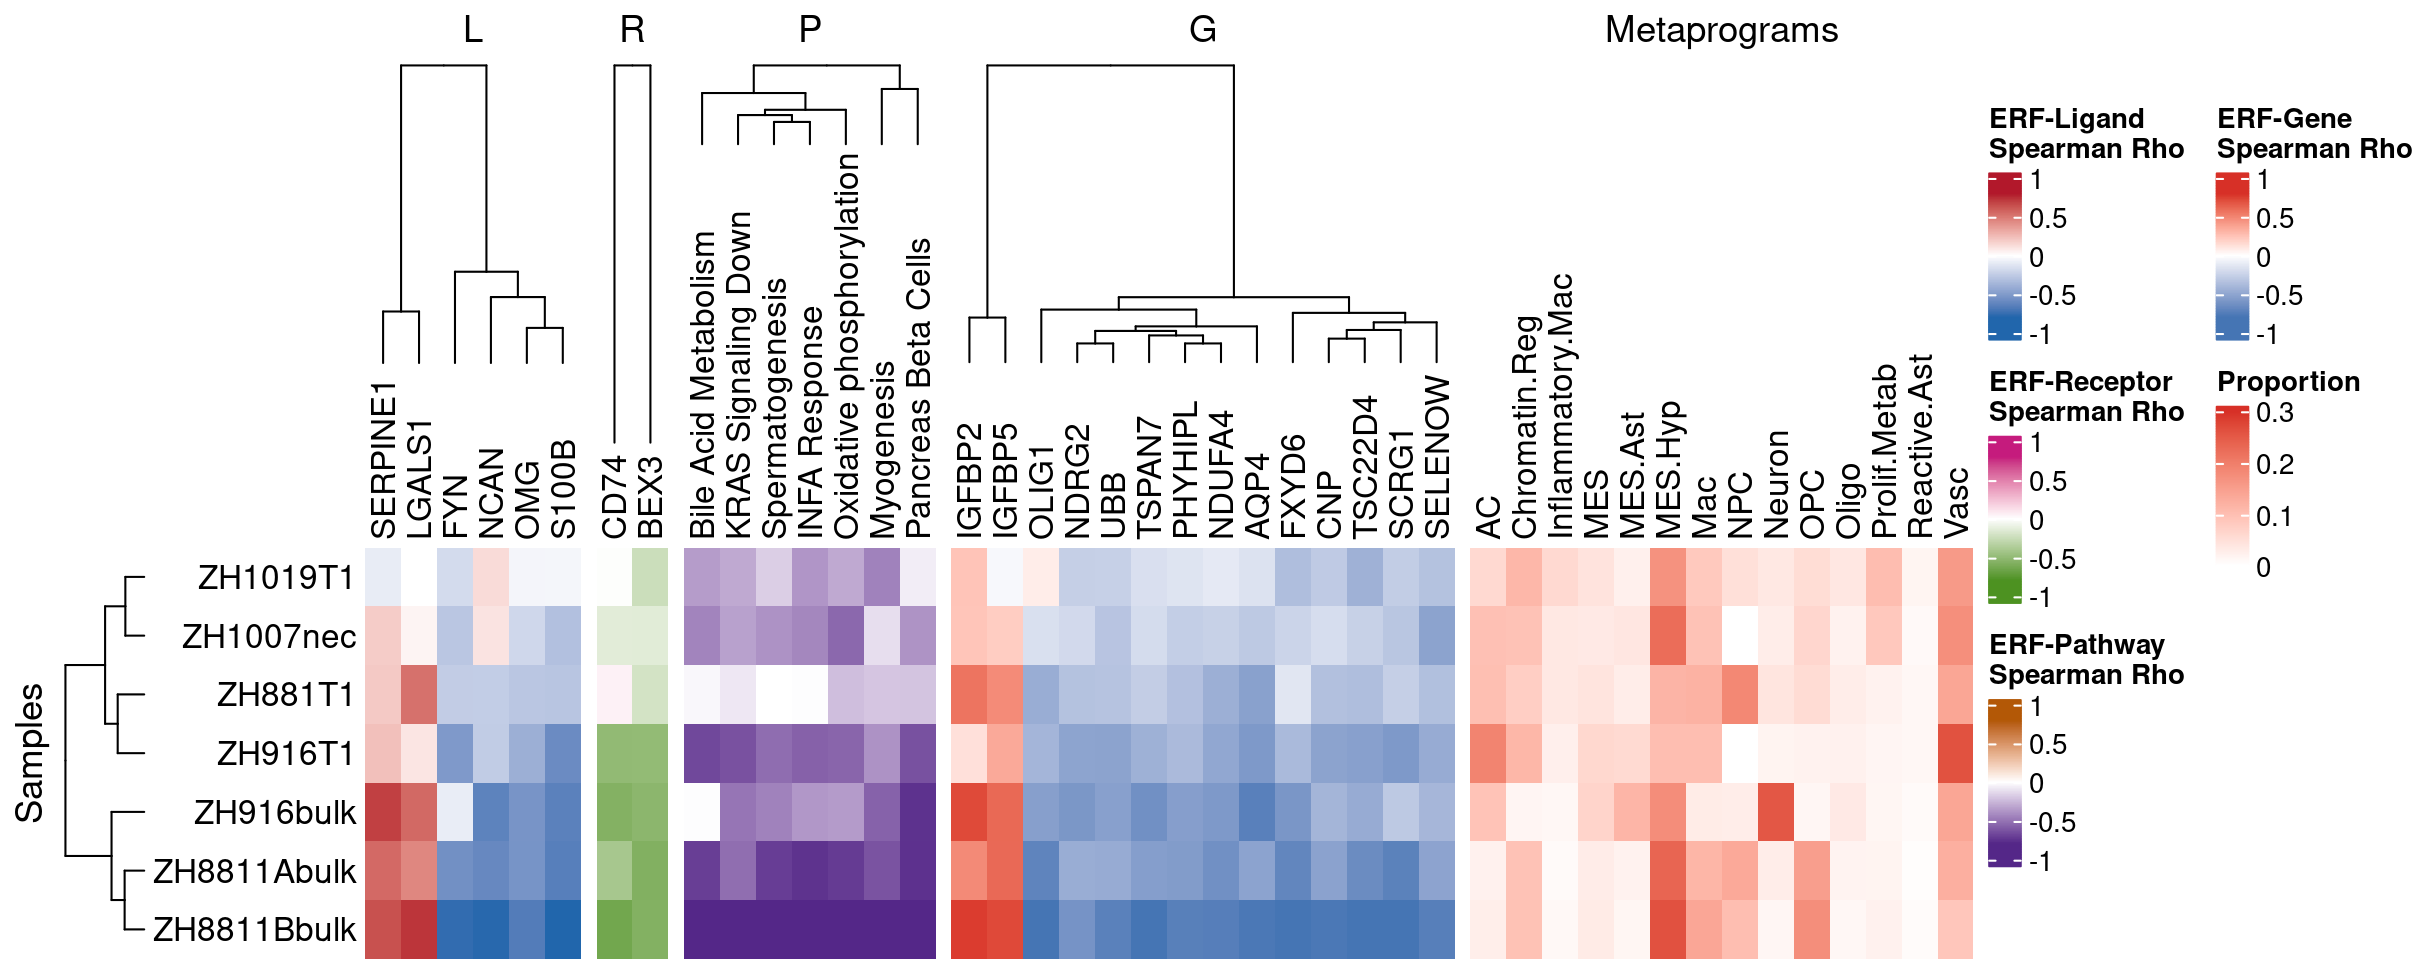 L
R
P
G
Metaprograms
SERPINE1
LGALS1
FYN
NCAN
OMG
S100B
CD74
BEX3
Bile Acid Metabolism
KRAS Signaling Down
Spermatogenesis
INFA Response
Oxidative phosphorylation
Myogenesis
Pancreas Beta Cells
IGFBP2
IGFBP5
OLIG1
NDRG2
UBB
TSPAN7
PHYHIPL
NDUFA4
AQP4
FXYD6
CNP
TSC22D4
SCRG1
SELENOW
AC
Chromatin.Reg
Inflammatory.Mac
MES
MES.Ast
MES.Hyp
Mac
NPC
Neuron
OPC
Oligo
Prolif.Metab
Reactive.Ast
Vasc
Samples
ZH1019T1
ZH1007nec
ZH881T1
ZH916T1
ZH916bulk
ZH8811Abulk
ZH8811Bbulk
ERF-Ligand
Spearman Rho
1
0.5
0
-0.5
-1
ERF-Receptor
Spearman Rho
1
0.5
0
-0.5
-1
ERF-Pathway
Spearman Rho
1
0.5
0
-0.5
-1
ERF-Gene
Spearman Rho
1
0.5
0
-0.5
-1
Proportion
0.3
0.2
0.1
0